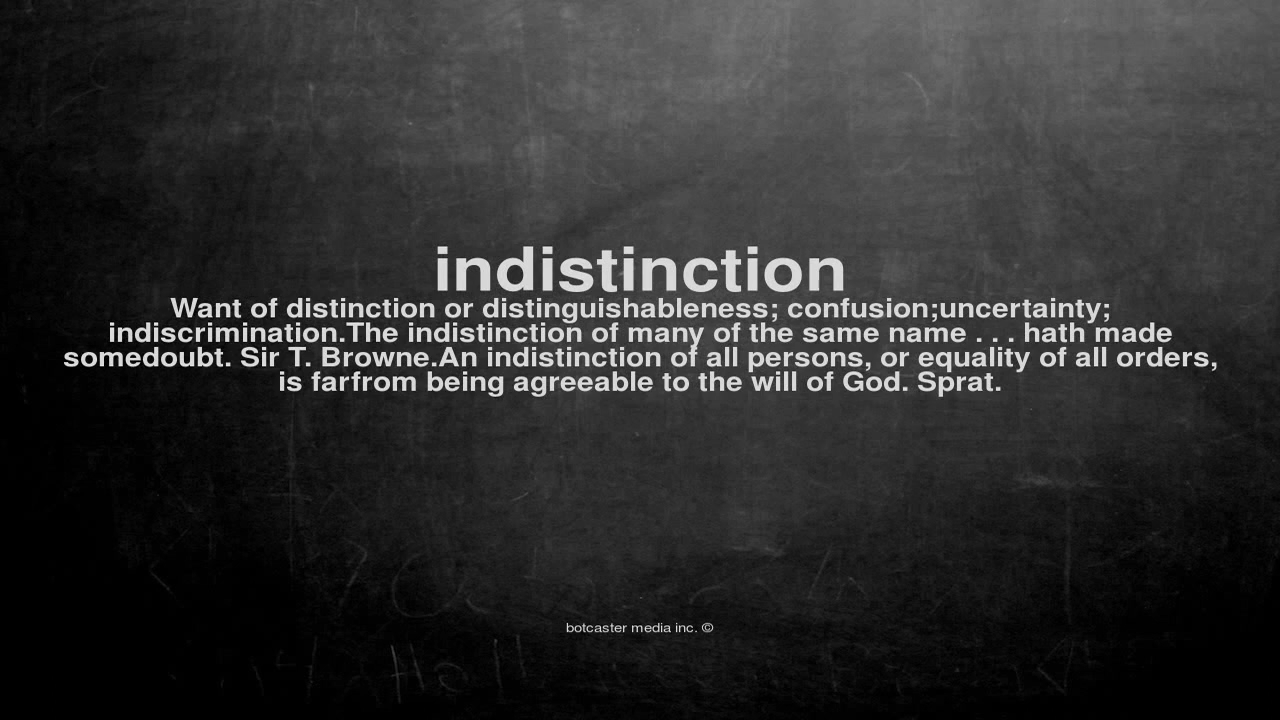 indistinction
Want of distinction or distinguishableness; confusion;uncertainty;
indiscrimination.The indistinction of many of the same name . . . hath made
somedoubt. Sir T. Browne.An indistinction of all persons, or equality of all orders,
is farfrom being agreeable to the will of God. Sprat.
botcaster media inc. ©